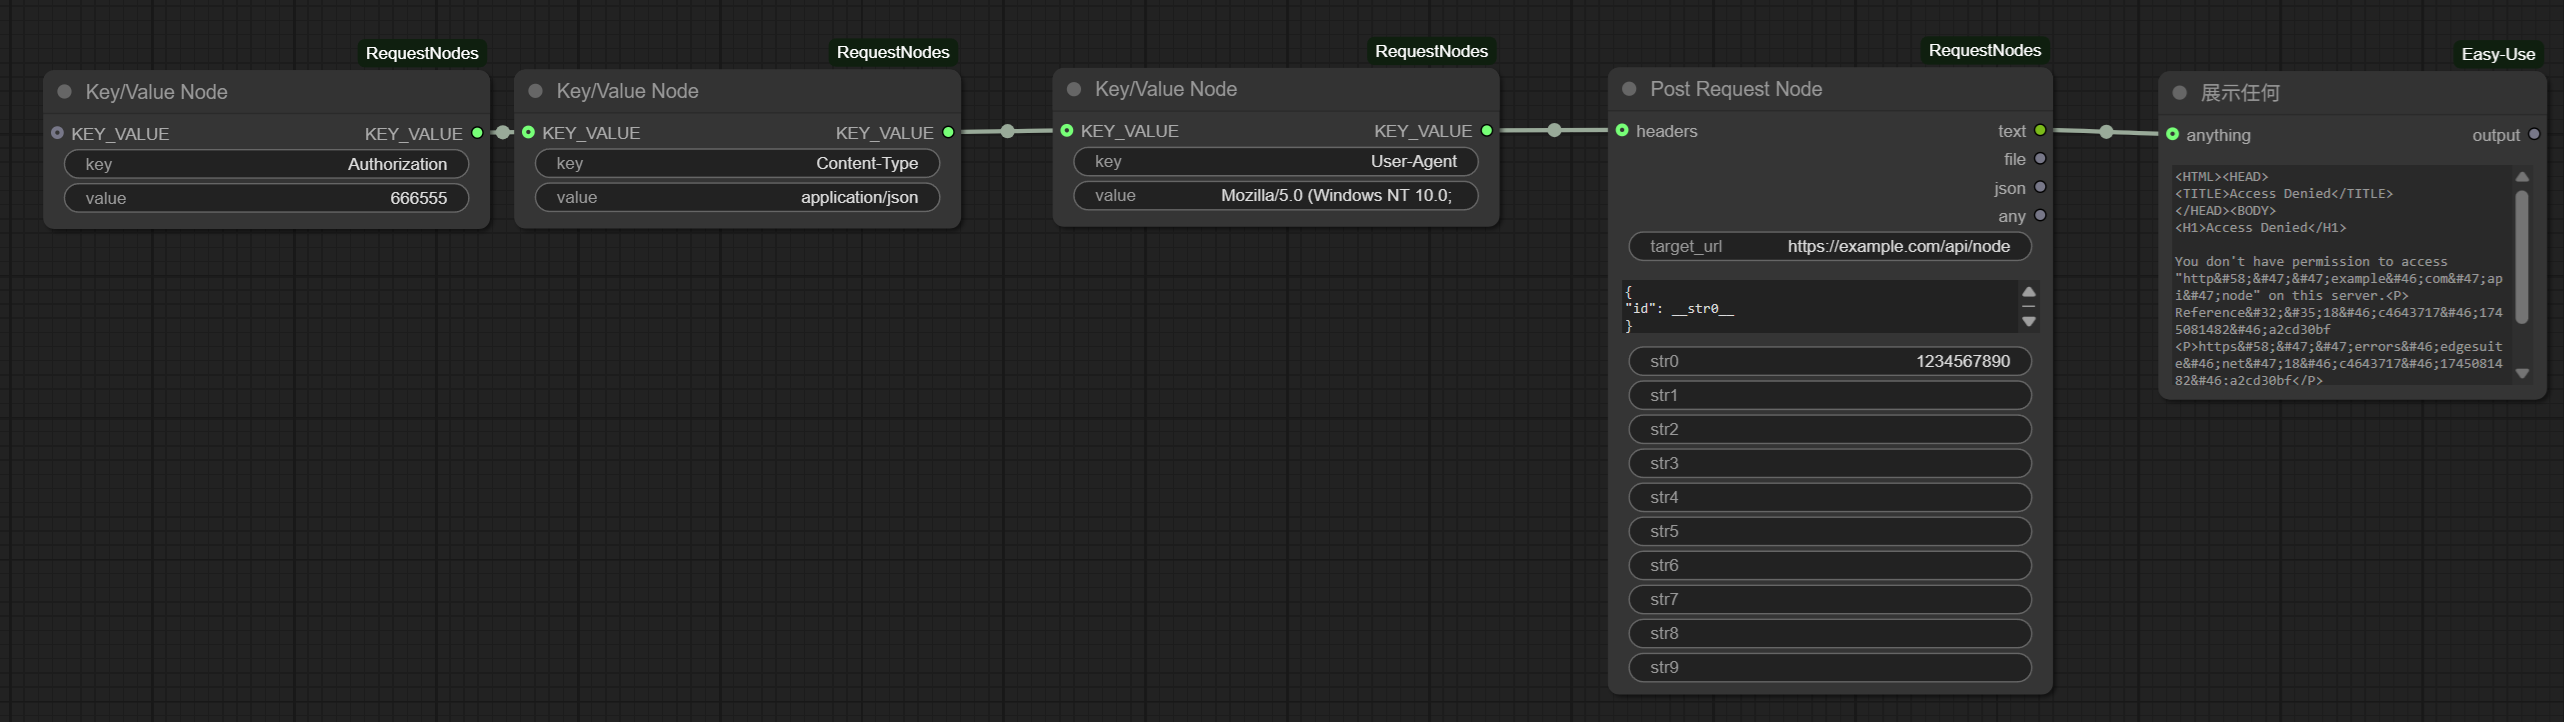 RequestNodes
Key/Value Node
KEY_VALUE KEY_VALUE
key Authorization
value 666555
RequestNodes
Key/Value Node
KEY_VALUE KEY_VALUE
key Content-Type
value application/json
RequestNodes
Key/Value Node
KEY_VALUE KEY_VALUE
key User-Agent
value Mozilla/5.0 (Windows NT 10.0;
RequestNodes
Post Request Node
headers text
file
json
any
target_url https://example.com/api/node
{
"id": __str0__
}
str0 1234567890
str1
str2
str3
str4
str5
str6
str7
str8
str9
Easy-Use
展示任何
anything output
<HTML><HEAD>
<TITLE>Access Denied</TITLE>
</HEAD><BODY>
<H1>Access Denied</H1>
You don't have permission to access
"http&#58;&#47;&#47;example&#46;com&#47;ap
i&#47;node" on this server.<P>
Reference&#32;&#35;18&#46;c4643717&#46;174
5081482&#46;a2cd30bf
<P>https&#58;&#47;&#47;errors&#46;edgesuit
e&#46;net&#47;18&#46;c4643717&#46;17450814
82&#46;a2cd30bf</P>